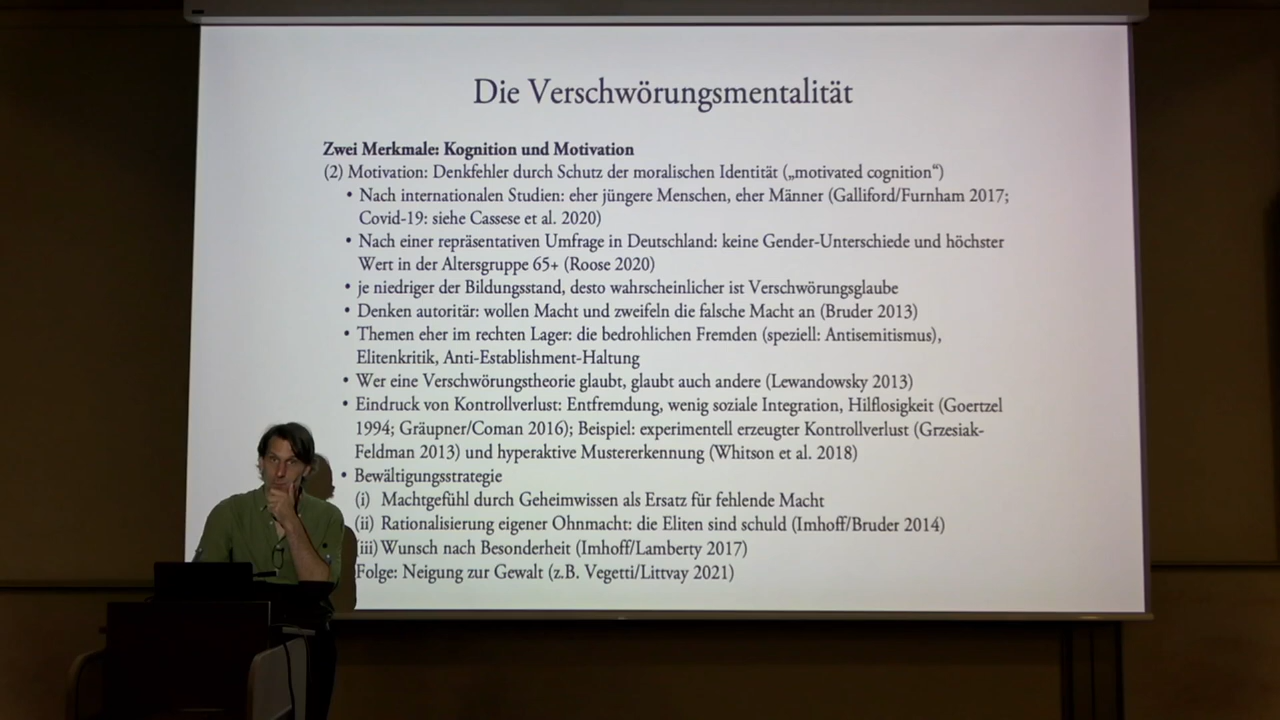 Die Verschwörungsmentalität
Zwei Merkmale: Kognition und Motivation
(2) Motivation: Denkfehler durch Schutz der moralischen Identität („motivated cognition“)
• Nach internationalen Studien: eher jüngere Menschen, eher Männer (Galliford/Furnham 2017;
Covid-19: siehe Cassese et al. 2020)
• Nach einer repräsentativen Umfrage in Deutschland: keine Gender-Unterschiede und höchster
Wert in der Altersgruppe 65+ (Roose 2020)
• je niedriger der Bildungsstand, desto wahrscheinlicher ist Verschwörungsglaube
• Denken autoritär: wollen Macht und zweifeln die falsche Macht an (Bruder 2013)
• Themen eher im rechten Lager: die bedrohlichen Fremden (speziell: Antisemitismus),
Elitenkritik, Anti-Establishment-Haltung
• Wer eine Verschwörungstheorie glaubt, glaubt auch andere (Lewandowsky 2013)
• Eindruck von Kontrollverlust: Entfremdung, wenig soziale Integration, Hilflosigkeit (Goertzel
1994; Gräupner/Coman 2016); Beispiel: experimentell erzeugter Kontrollverlust (Grzesiak-
Feldman 2013) und hyperaktive Mustererkennung (Whitson et al. 2018)
• Bewältigungsstrategie
(i) Machtgefühl durch Geheimwissen als Ersatz für fehlende Macht
(ii) Rationalisierung eigener Ohnmacht: die Eliten sind schuld (Imhoff/Bruder 2014)
(iii) Wunsch nach Besonderheit (Imhoff/Lamberty 2017)
Folge: Neigung zur Gewalt (z.B. Vegetti/Littvay 2021)